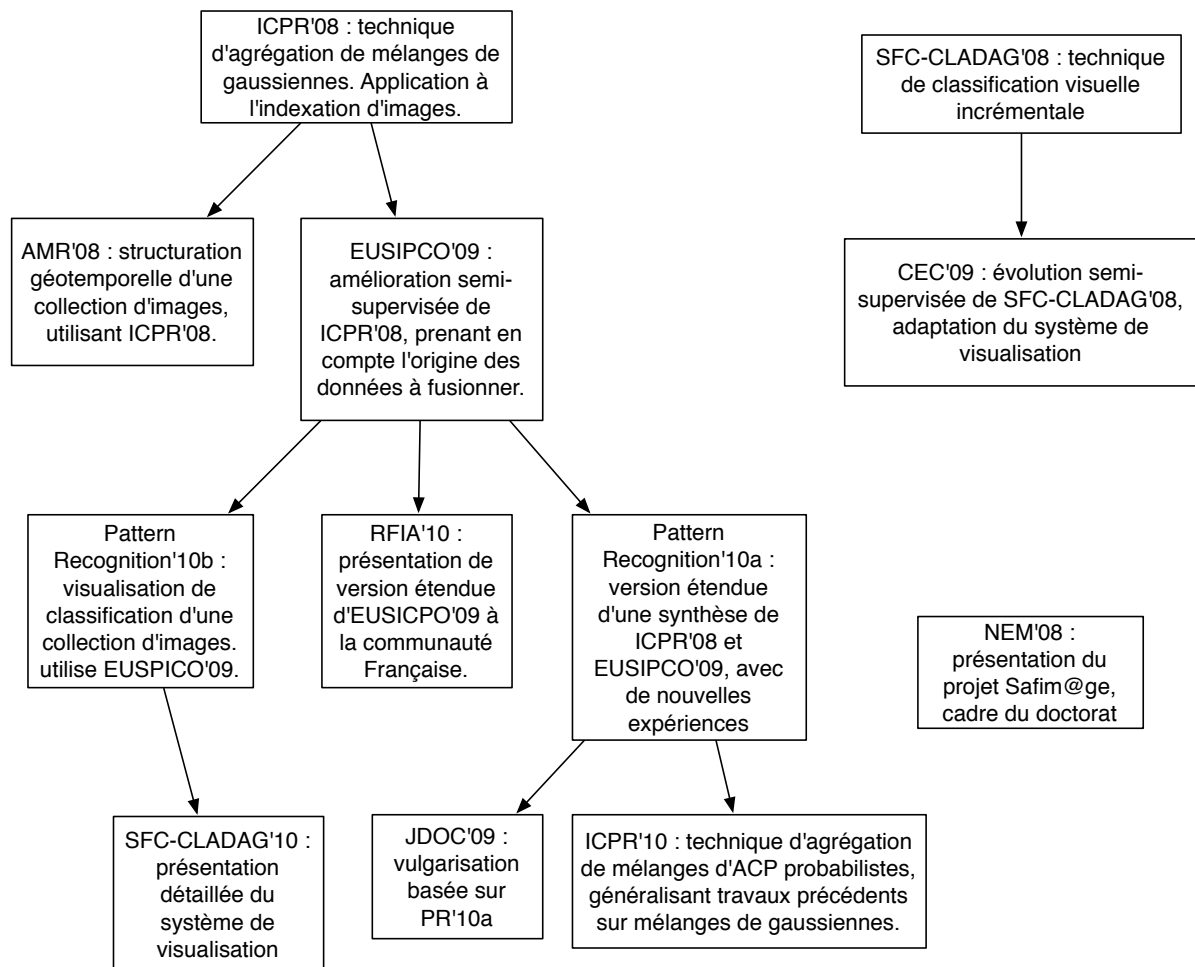 ICPR'08 : technique
d'agrégation de mélanges de
gaussiennes. Application à
l'indexation d'images.
SFC-CLADAG'08 : technique
de classification visuelle
incrémentale
AMR'08 : structuration
géotemporelle d'une
collection d'images,
utilisant ICPR'08.
EUSIPCO'09 :
amélioration semi-
supervisée de
ICPR'08, prenant en
compte l'origine des
données à fusionner.
CEC'09 : évolution semi-
supervisée de SFC-CLADAG'08,
adaptation du système de
visualisation
Pattern
Recognition'10b :
visualisation de
classification d'une
collection d'images.
utilise EUSPICO'09.
RFIA'10 :
présentation de
version étendue
d'EUSICPO'09 à
la communauté
Française.
Pattern
Recognition'10a :
version étendue
d'une synthèse de
ICPR'08 et
EUSIPCO'09, avec
de nouvelles
expériences
NEM'08 :
présentation du
projet Safim@ge,
cadre du doctorat
SFC-CLADAG'10 :
présentation
détaillée du
système de
visualisation
JDOC'09 :
vulgarisation
basée sur
PR'10a
ICPR'10 : technique d'agrégation
de mélanges d'ACP probabilistes,
généralisant travaux précédents
sur mélanges de gaussiennes.